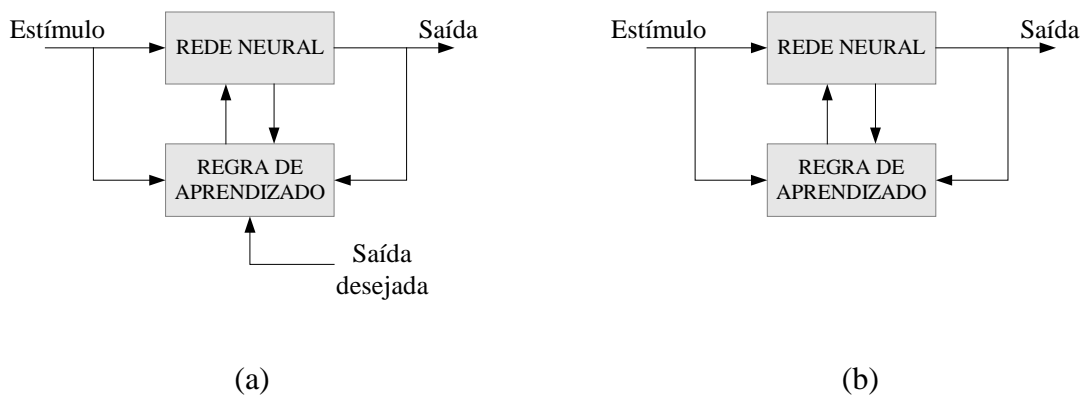 Estímulo
REDE NEURAL
Saída
REGRA DE
APRENDIZADO
Saída
desejada
(a)
Estímulo
REDE NEURAL
Saída
REGRA DE
APRENDIZADO
(b)